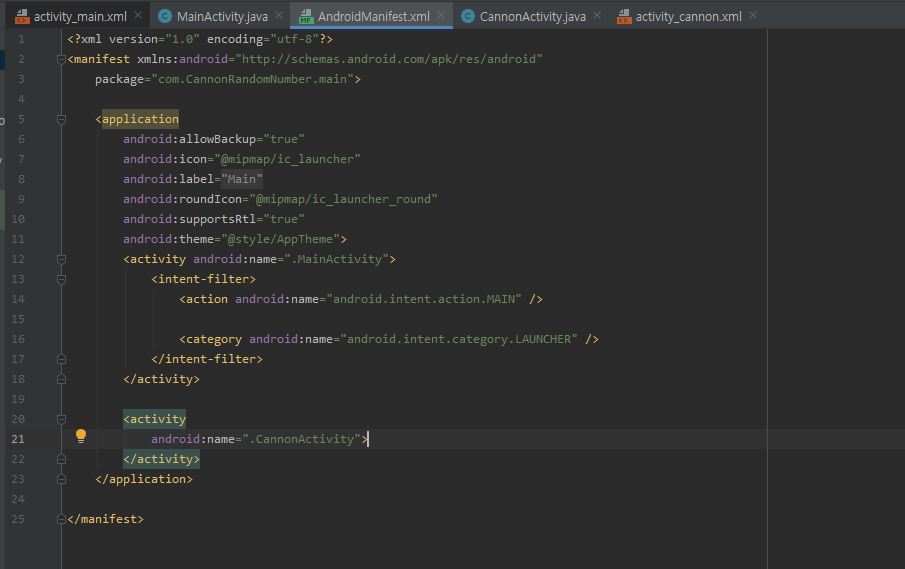 activity_main.xml MainActivity.java AndroidManifest.xml CannonActivity.java activity_cannon.xml
1 <?xml version="1.0" encoding="utf-8"?>
2 <manifest xmlns:android="http://schemas.android.com/apk/res/android"
3 package="com.CannonRandomNumber.main">
4
5 <application
6 android:allowBackup="true"
7 android:icon="@mipmap/ic_launcher"
8 android:label="Main"
9 android:roundIcon="@mipmap/ic_launcher_round"
10 android:supportsRtl="true"
11 android:theme="@style/AppTheme">
12 <activity android:name=".MainActivity">
13 <intent-filter>
14 <action android:name="android.intent.action.MAIN" />
15
16 <category android:name="android.intent.category.LAUNCHER" />
17 </intent-filter>
18 </activity>
19
20 <activity
21 android:name=".CannonActivity">
22 </activity>
23 </application>
24
25 </manifest>